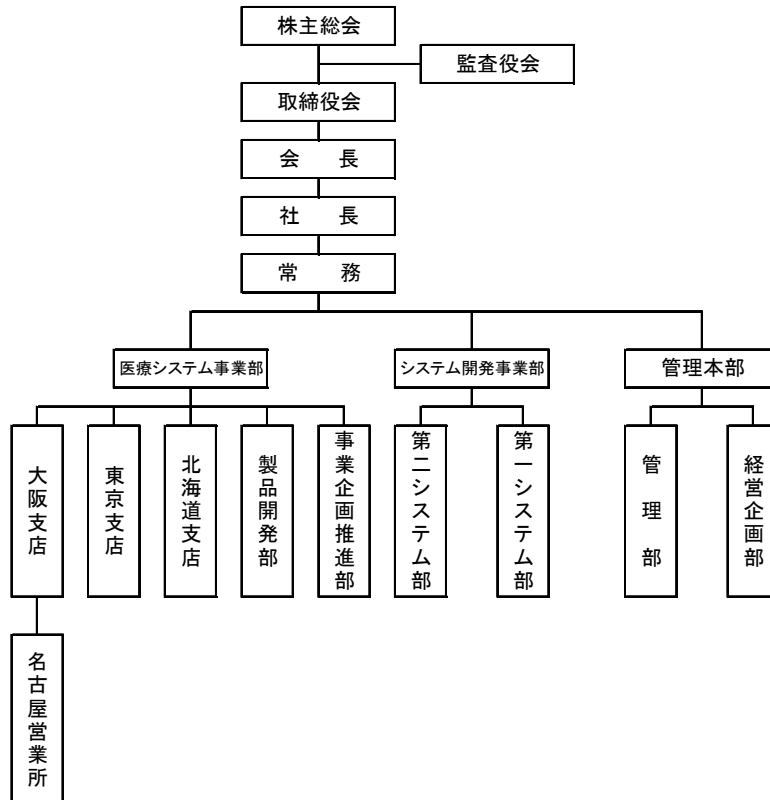 株主総会
監査役会
取締役会
会　長
社　長
常　務
医療システム事業部
システム開発事業部
管理本部
大阪支店
東京支店
北海道支店
製品開発部
事業企画推進部
第二システム部
第一システム部
管理部
経営企画部
名古屋営業所